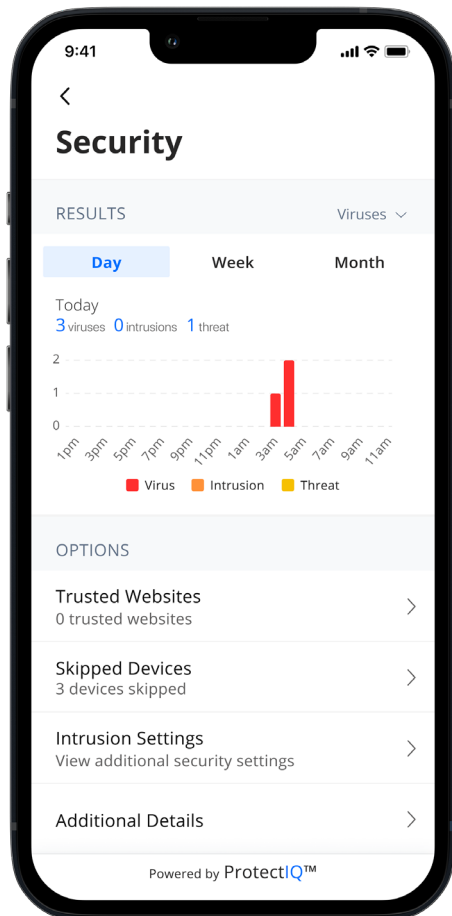 9:41
Security
RESULTS Viruses
Day Week Month
Today
3 viruses 0 intrusions 1 threat
2
1
0
1pm 3pm 5pm 7pm 9pm 11pm 1am 3am 5am 7am 9am 11am
Virus Intrusion Threat
OPTIONS
Trusted Websites
0 trusted websites
Skipped Devices
3 devices skipped
Intrusion Settings
View additional security settings
Additional Details
Powered by ProtectIQ™